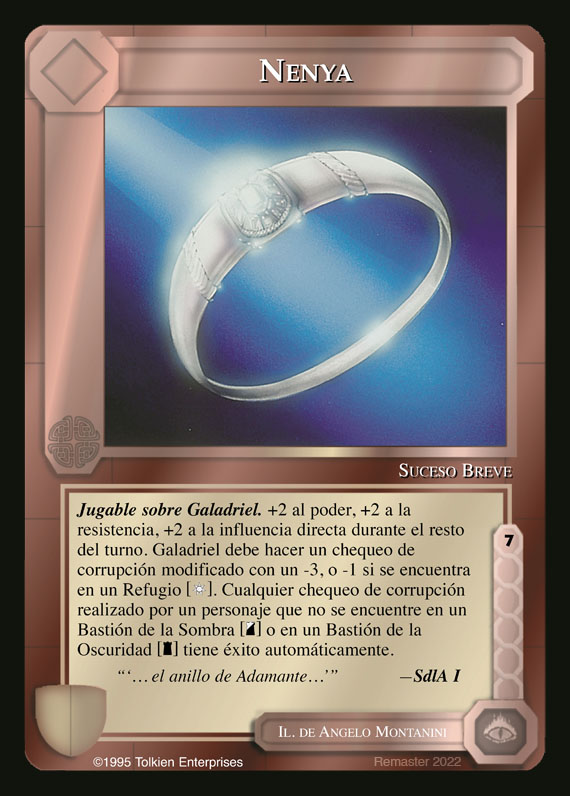 Nenya
Suceso Breve
Jugable sobre Galadriel. +2 al poder, +2 a la
resistencia, +2 a la influencia directa durante el resto
del turno. Galadriel debe hacer un chequeo de
corrupción modificado con un -3, o -1 si se encuentra
en un Refugio [ ]. Cualquier chequeo de corrupción
realizado por un personaje que no se encuentre en un
Bastión de la Sombra [ ] o en un Bastión de la
Oscuridad [ ] tiene éxito automáticamente.
7
“‘… el anillo de Adamante…’” —SdlA I
Il. de Angelo Montanini
©1995 Tolkien Enterprises
Remaster 2022